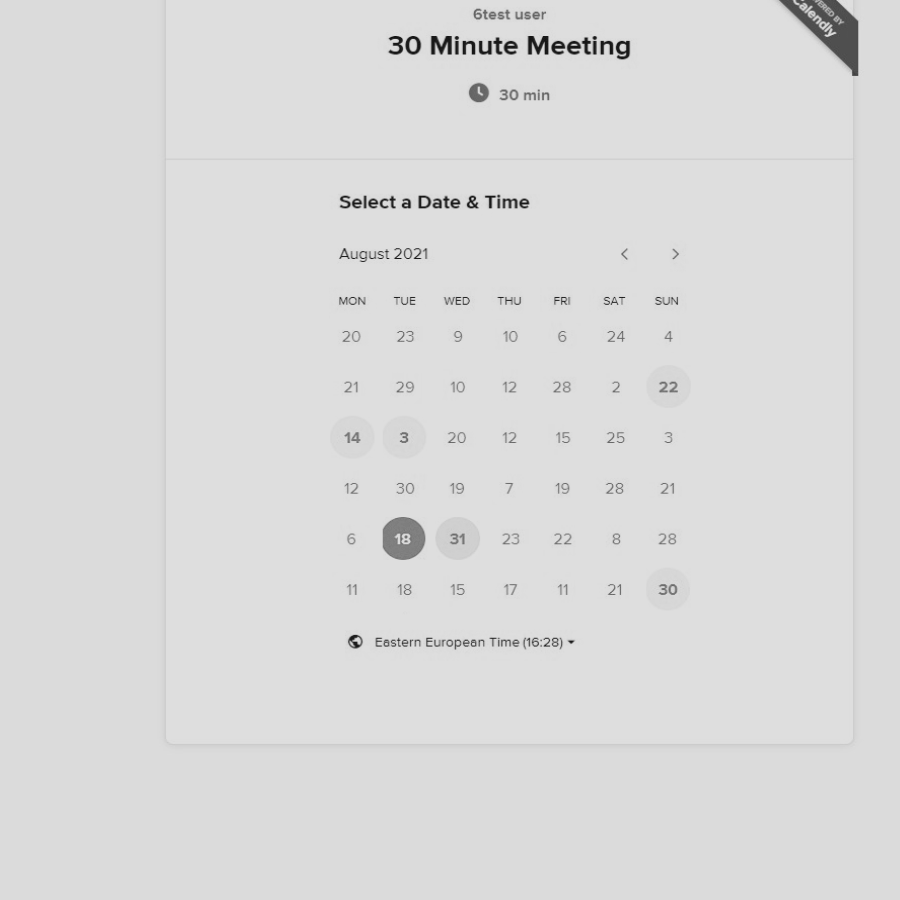 6test user
POWERED BY
Calendly
30 Minute Meeting
30 min
Select a Date & Time
August 2021
MON TUE WED THU FRI SAT SUN
20 23 9 10 6 24 4
21 29 10 12 28 2 22
14 3 20 12 15 25 3
12 30 19 7 19 28 21
6 18 31 23 22 8 28
11 18 15 17 11 21 30
Eastern European Time (16:28)